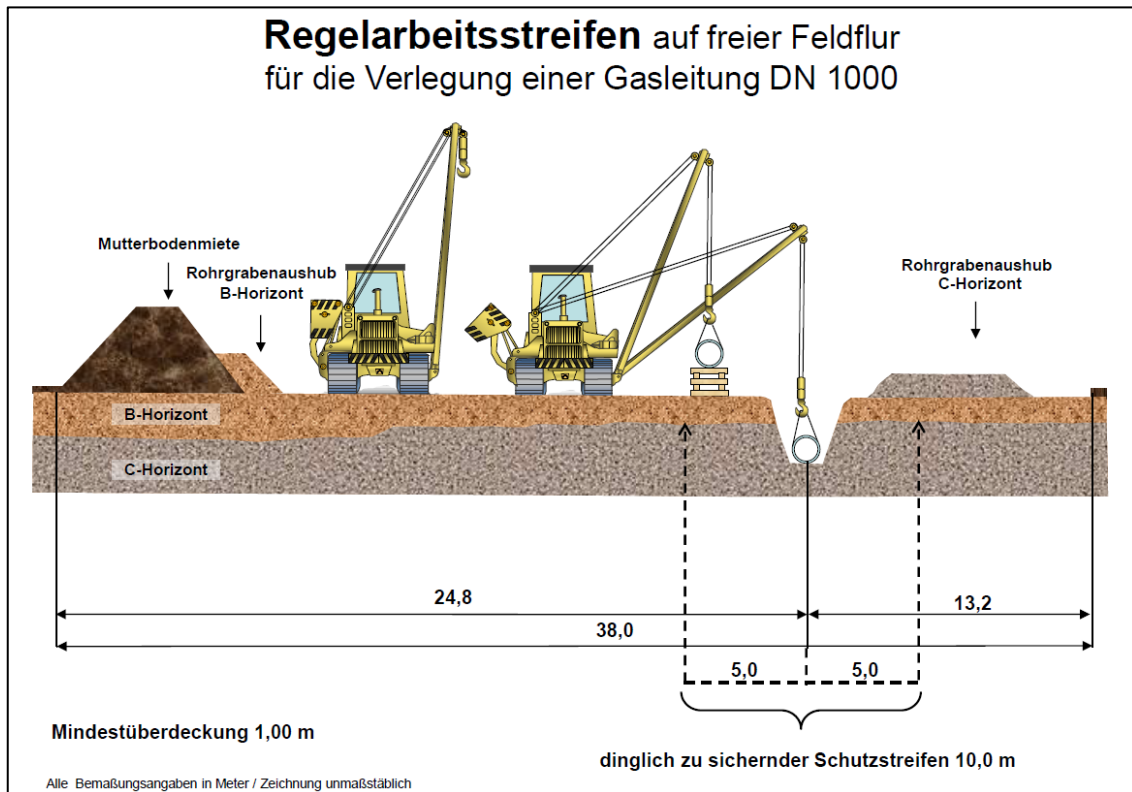 Regelarbeitsstreifen auf freier Feldflur
für die Verlegung einer Gasleitung DN 1000
Mutterbodenmiete
Rohrgrabenaushub
B-Horizont
Rohrgrabenaushub
C-Horizont
B-Horizont
C-Horizont
24,8
13,2
38,0
5,0
5,0
Mindestüberdeckung 1,00 m
dinglich zu sichernder Schutzstreifen 10,0 m
Alle Bemaßungsangaben in Meter / Zeichnung unmaßstäblich